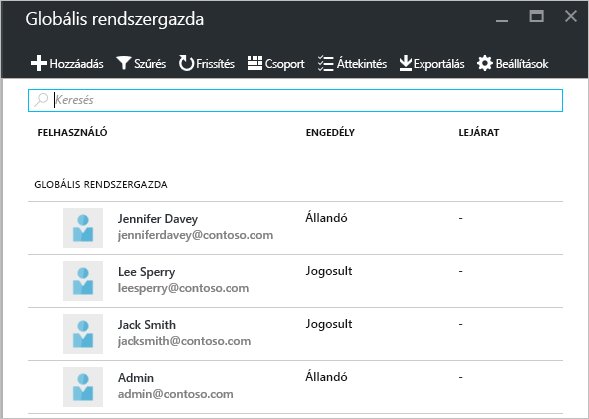 Globális rendszergazda
Hozzáadás Szűrés Frissítés Csoport Áttekintés Exportálás Beállítások
Keresés
FELHASZNÁLÓ ENGEDÉLY LEJÁRAT
GLOBÁLIS RENDSZERGAZDA
Jennifer Davey Állandó -
jenniferdavey@contoso.com
Lee Sperry Jogosult -
leesperry@contoso.com
Jack Smith Jogosult -
jacksmith@contoso.com
Admin Állandó -
admin@contoso.com